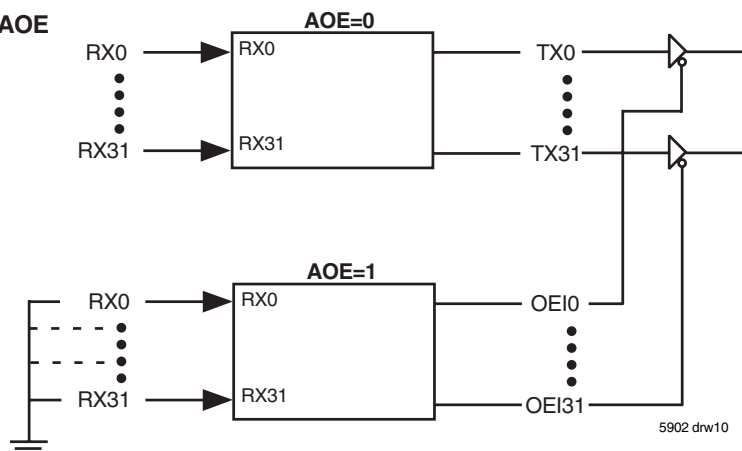 AOE
AOE=0
RX0 RX0 TX0
RX31 RX31 TX31
AOE=1
RX0 RX0 OEI0
RX31 RX31 OEI31
5902 drw10